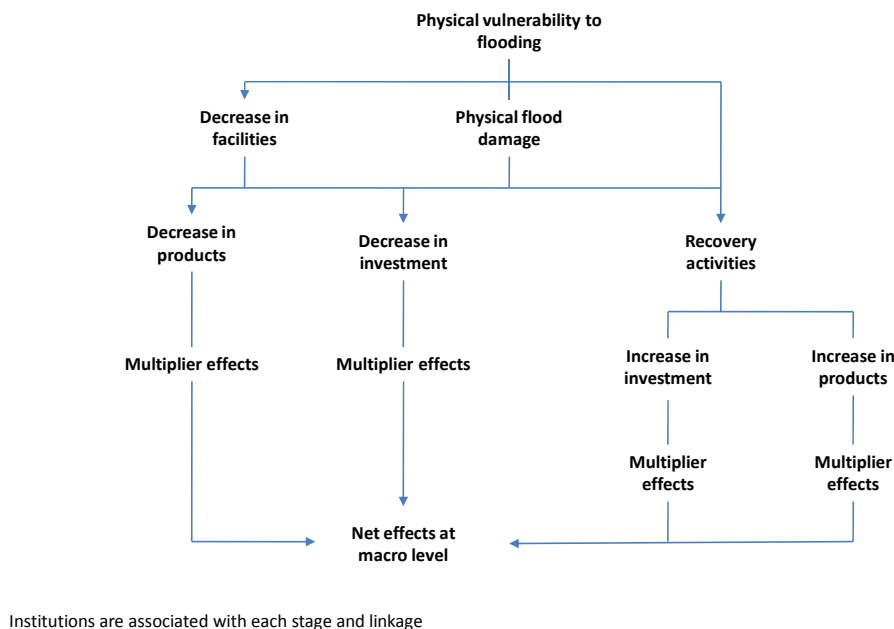 Physical vulnerability to
flooding
Decrease in
facilities
Physical flood
damage
Decrease in
products
Decrease in
investment
Recovery
activities
Multiplier effects
Multiplier effects
Increase in
investment
Increase in
products
Multiplier
effects
Multiplier
effects
Net effects at
macro level
Institutions are associated with each stage and linkage